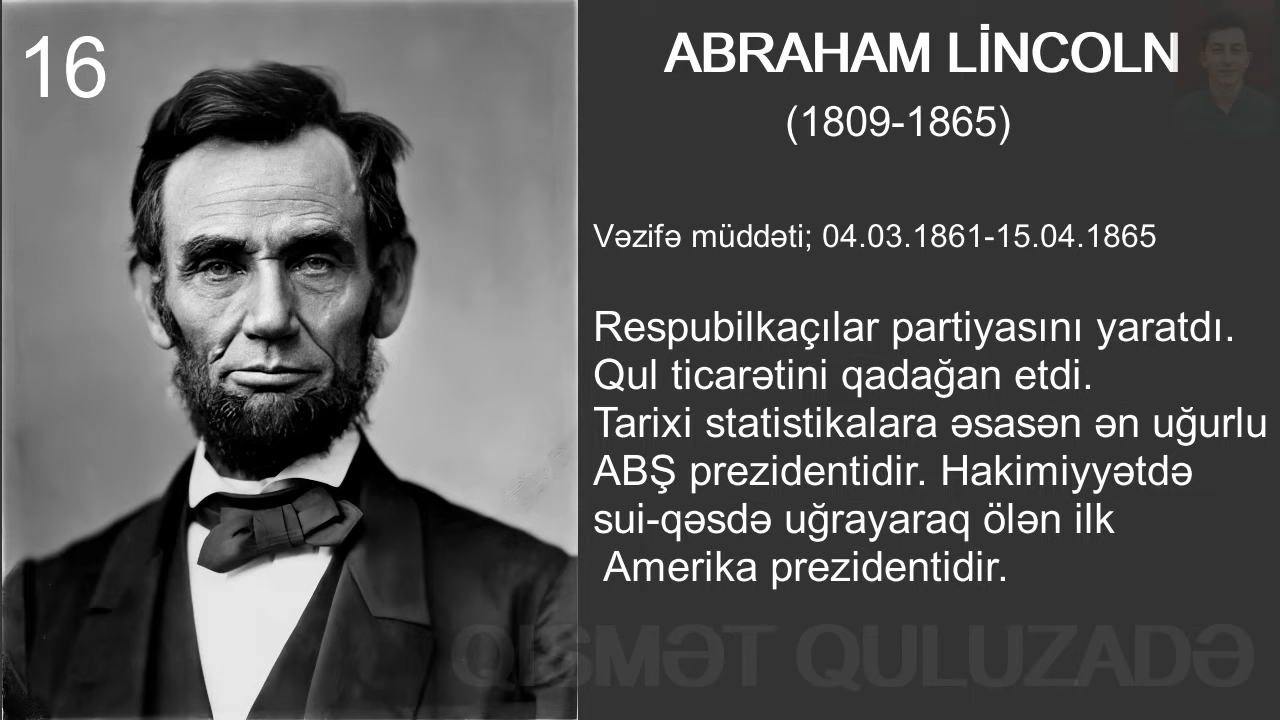 16
ABRAHAM LİNCOLN
(1809-1865)
Vəzifə müddəti; 04.03.1861-15.04.1865
Respubilkaçılar partiyasını yaratdı.
Qul ticarətini qadağan etdi.
Tarixi statistikalara əsasən ən uğurlu
ABŞ prezidentidir. Hakimiyyətdə
sui-qəsdə uğrayaraq ölən ilk
Amerika prezidentidir.
QISMƏT QULUZADƏ